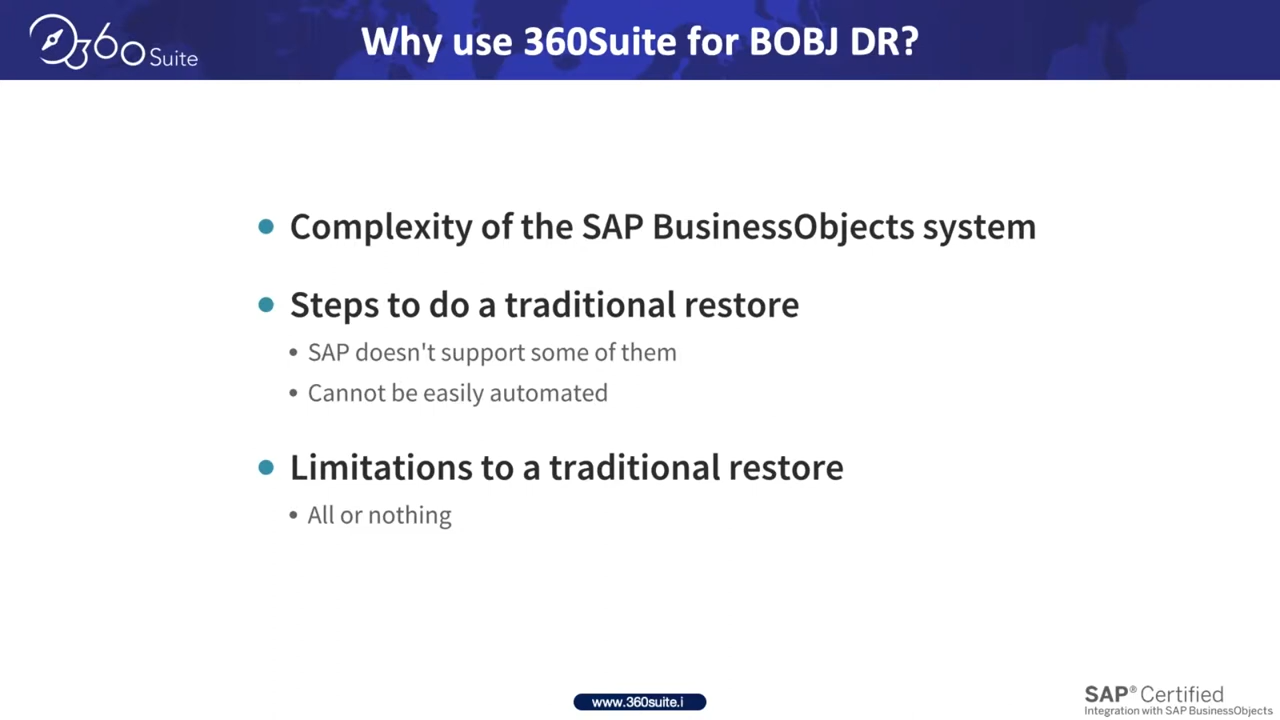 360Suite
Why use 360Suite for BOBJ DR?
• Complexity of the SAP BusinessObjects system
• Steps to do a traditional restore
• SAP doesn't support some of them
• Cannot be easily automated
• Limitations to a traditional restore
• All or nothing
www.360suite.i
SAP® Certified
Integration with SAP BusinessObjects